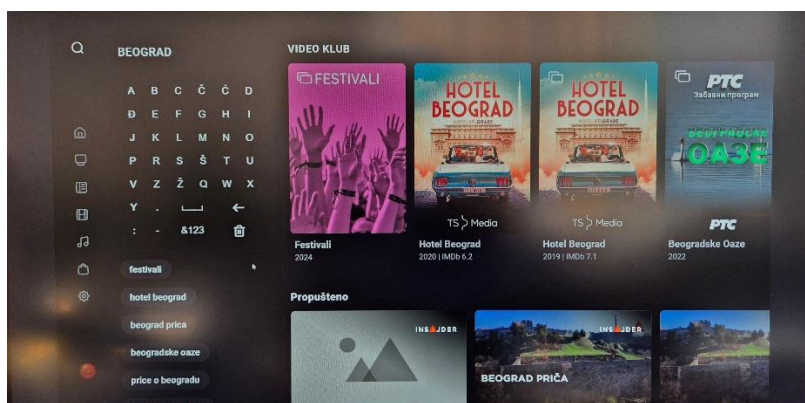 BEOGRAD
A B C Č Ć D
Đ E F G H I
J K L M N O
P R S Š T U
V Z Ž Q W X
Y .
: - &123
festivali
hotel beograd
beograd prica
beogradske oaze
price o beogradu
VIDEO KLUB
FESTIVALI
Festivali
2024
HOTEL
BEOGRAD
TS Media
Hotel Beograd
2020 | IMDb 6.2
HOTEL
BEOGRAD
TS Media
Hotel Beograd
2019 | IMDb 7.1
РТС
Забавни програм
БЕОГРАДСКЕ
ОАЗЕ
РТС
Beogradske Oaze
2022
Propušteno
INSAJDER
INSAJDER
BEOGRAD PRIČA